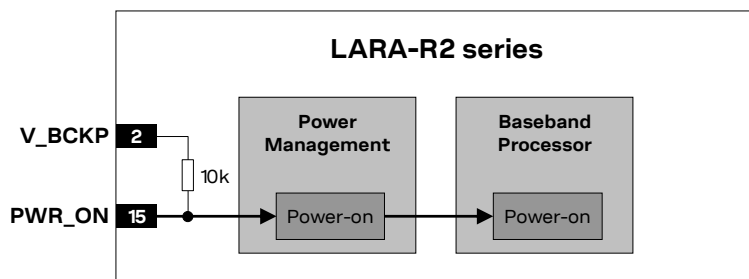 LARA-R2 series
V_BCKP 2
10k
PWR_ON 15
Power
Management
Power-on
Baseband
Processor
Power-on